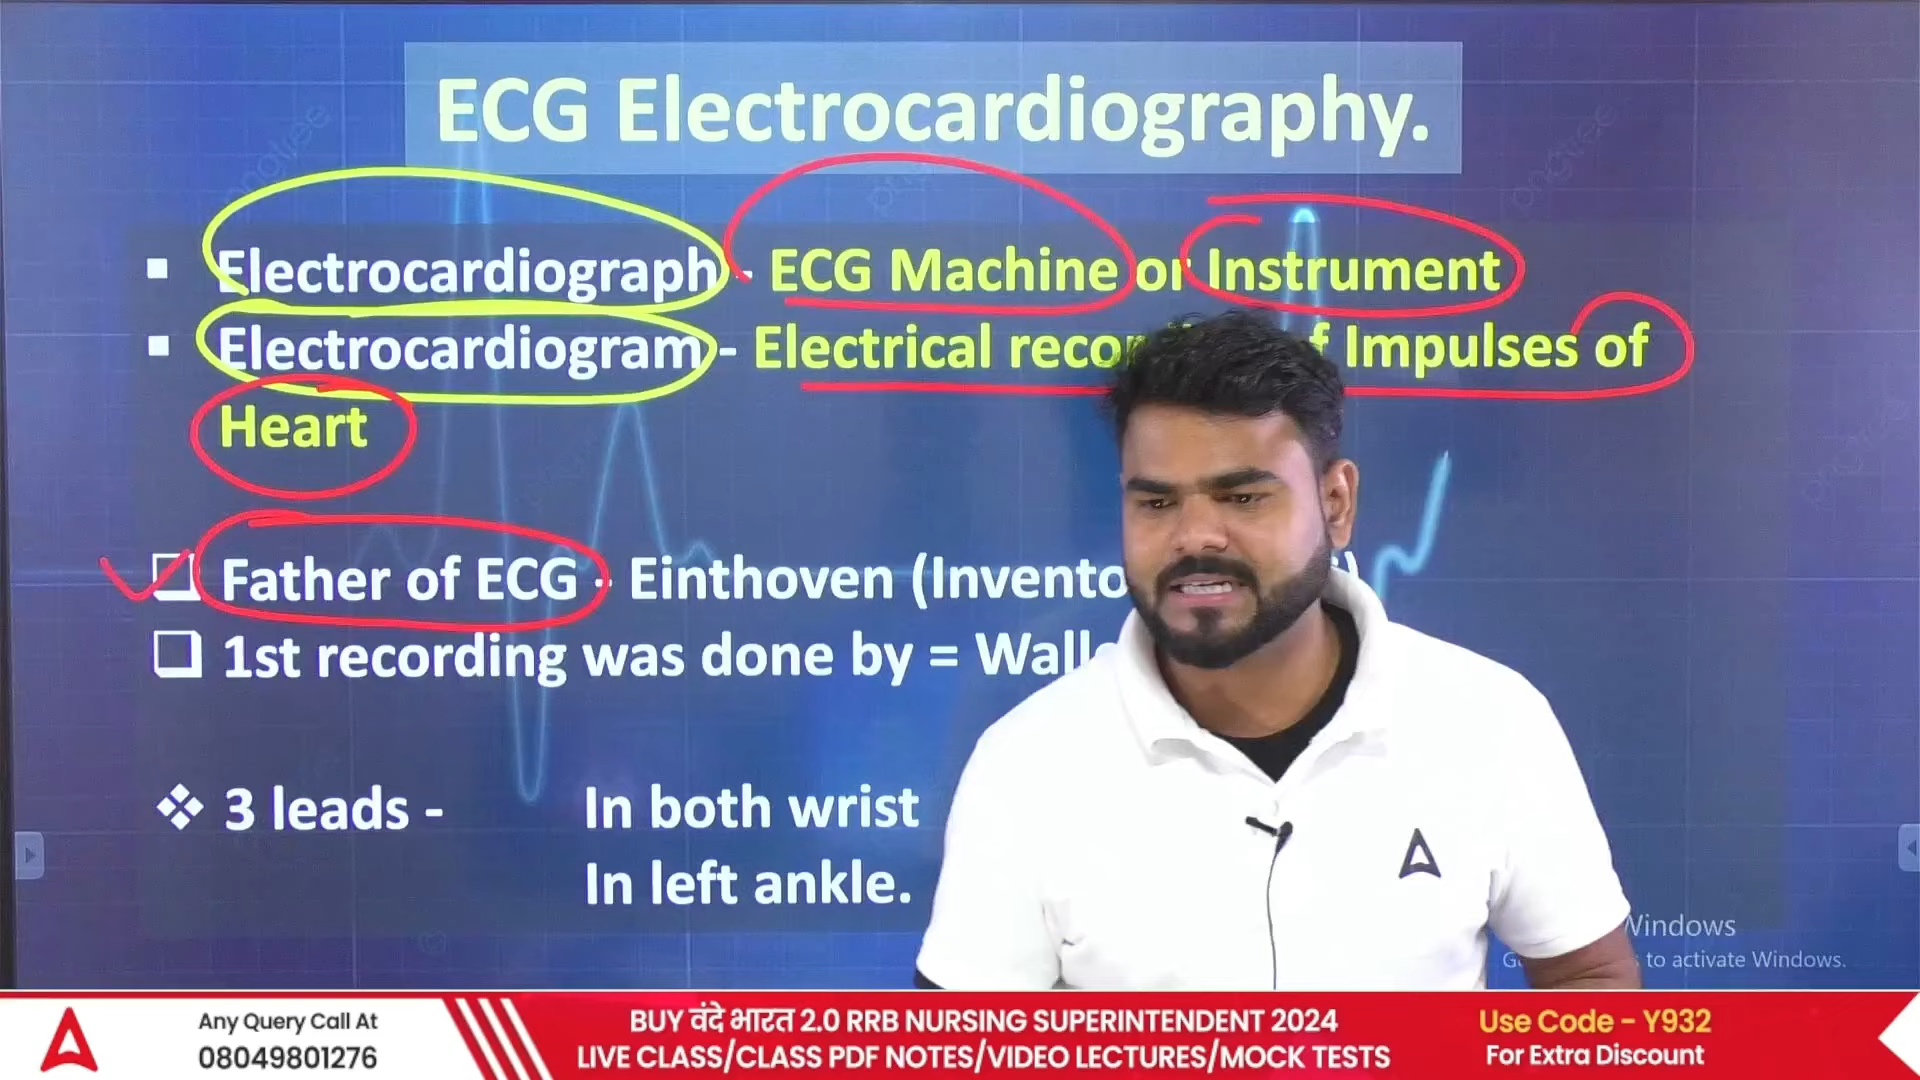 ECG Electrocardiography.
▪ Electrocardiograph - ECG Machine or Instrument
▪ Electrocardiogram - Electrical Impulses of
Heart
❑ Father of ECG - Einthoven
❑ 1st recording was done by =
❖ 3 leads - In both wrist
In left ankle.
Windows
to activate Windows.
Any Query Call At
08049801276
BUY वंदे भारत 2.0 RRB NURSING SUPERINTENDENT 2024
LIVE CLASS/CLASS PDF NOTES/VIDEO LECTURES/MOCK TESTS
Use Code - Y932
For Extra Discount